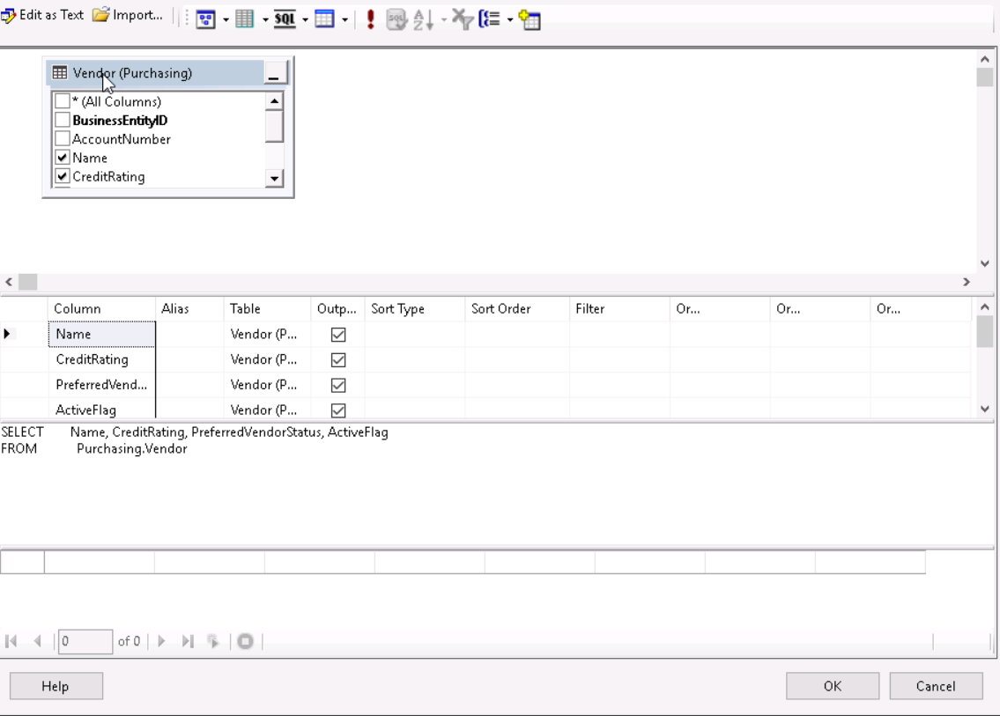 Edit as Text Import... SQL SQL
Vendor (Purchasing)
* (All Columns)
BusinessEntityID
AccountNumber
Name
CreditRating
Column Alias Table Outp... Sort Type Sort Order Filter Or... Or... Or...
Name Vendor (P...
CreditRating Vendor (P...
PreferredVend... Vendor (P...
ActiveFlag Vendor (P...
SELECT Name, CreditRating, PreferredVendorStatus, ActiveFlag
FROM Purchasing.Vendor
0 of 0
Help OK Cancel